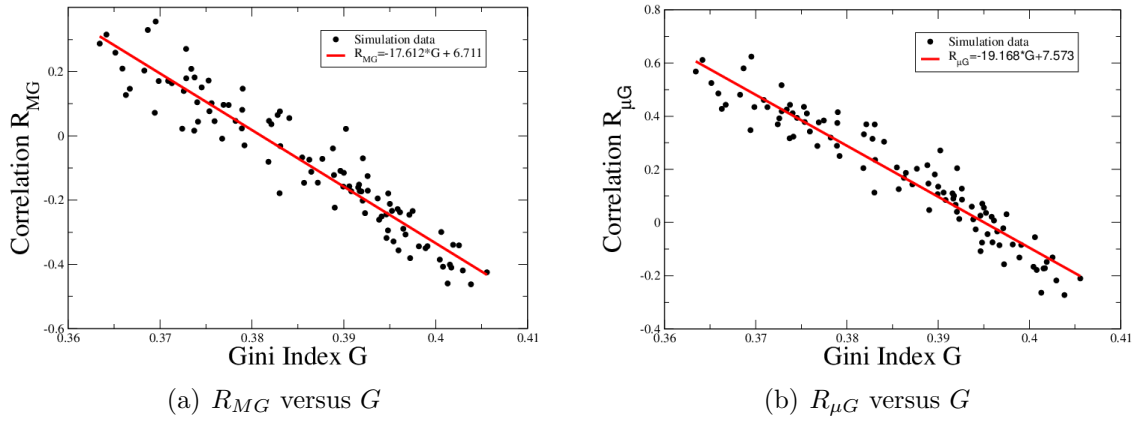 0.2
0
-0.2
-0.4
-0.6
0.36
0.37
0.38
0.39
0.4
0.41
Correlation R_MG
Gini Index G
Simulation data
R_MG=-17.612*G + 6.711
(a) R_MG versus G
0.8
0.6
0.4
0.2
0
-0.2
-0.4
0.36
0.37
0.38
0.39
0.4
0.41
Correlation R_μG
Gini Index G
Simulation data
R_μG=-19.168*G+7.573
(b) R_μG versus G